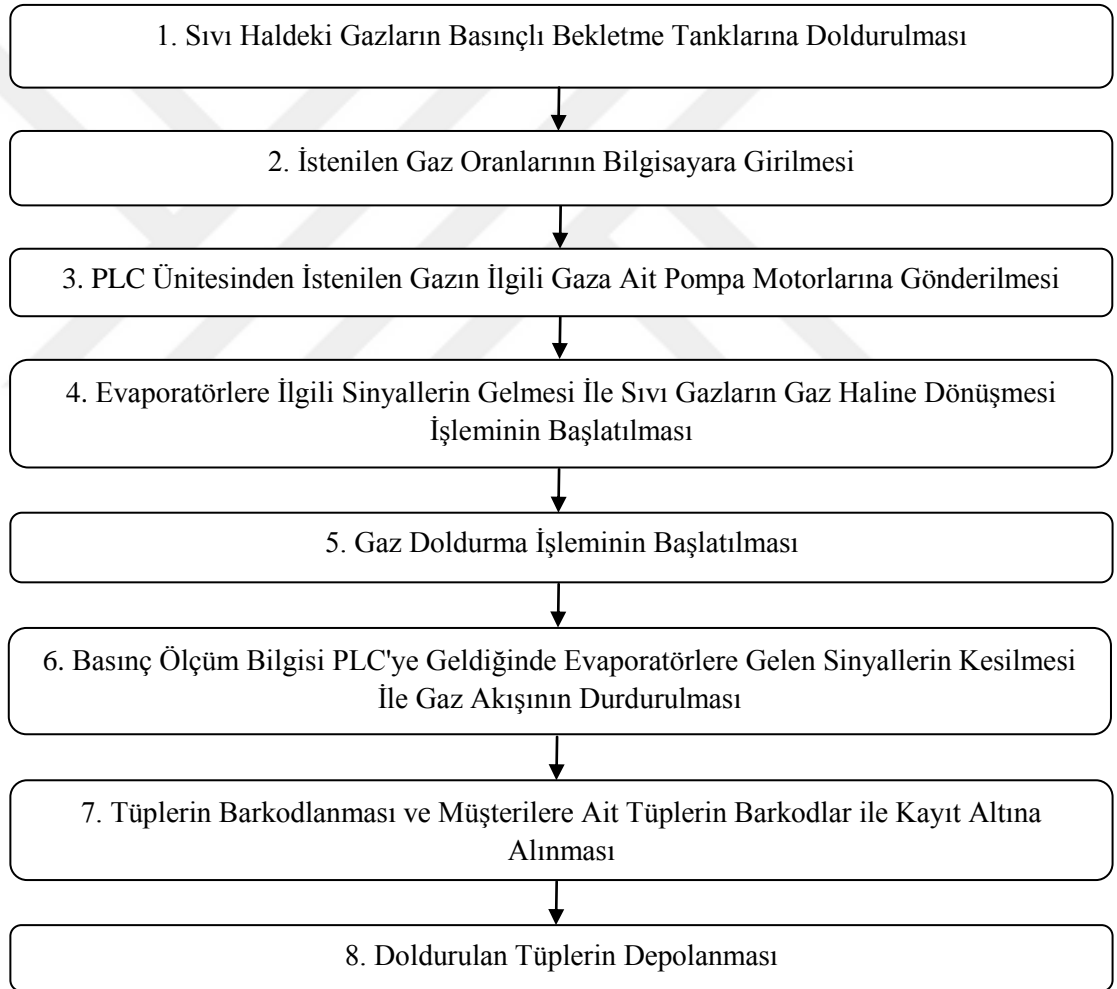 1. Sıvı Haldeki Gazların Basınçlı Bekletme Tanklarına Doldurulması
2. İstenilen Gaz Oranlarının Bilgisayara Girilmesi
3. PLC Ünitesinden İstenilen Gazın İlgili Gaza Ait Pompa Motorlarına Gönderilmesi
4. Evaporatörlere İlgili Sinyallerin Gelmesi İle Sıvı Gazların Gaz Haline Dönüşmesi
İşleminin Başlatılması
5. Gaz Doldurma İşleminin Başlatılması
6. Basınç Ölçüm Bilgisi PLC'ye Geldiğinde Evaporatörlere Gelen Sinyallerin Kesilmesi
İle Gaz Akışının Durdurulması
7. Tüplerin Barkodlanması ve Müşterilere Ait Tüplerin Barkodlar ile Kayıt Altına
Alınması
8. Doldurulan Tüplerin Depolanması